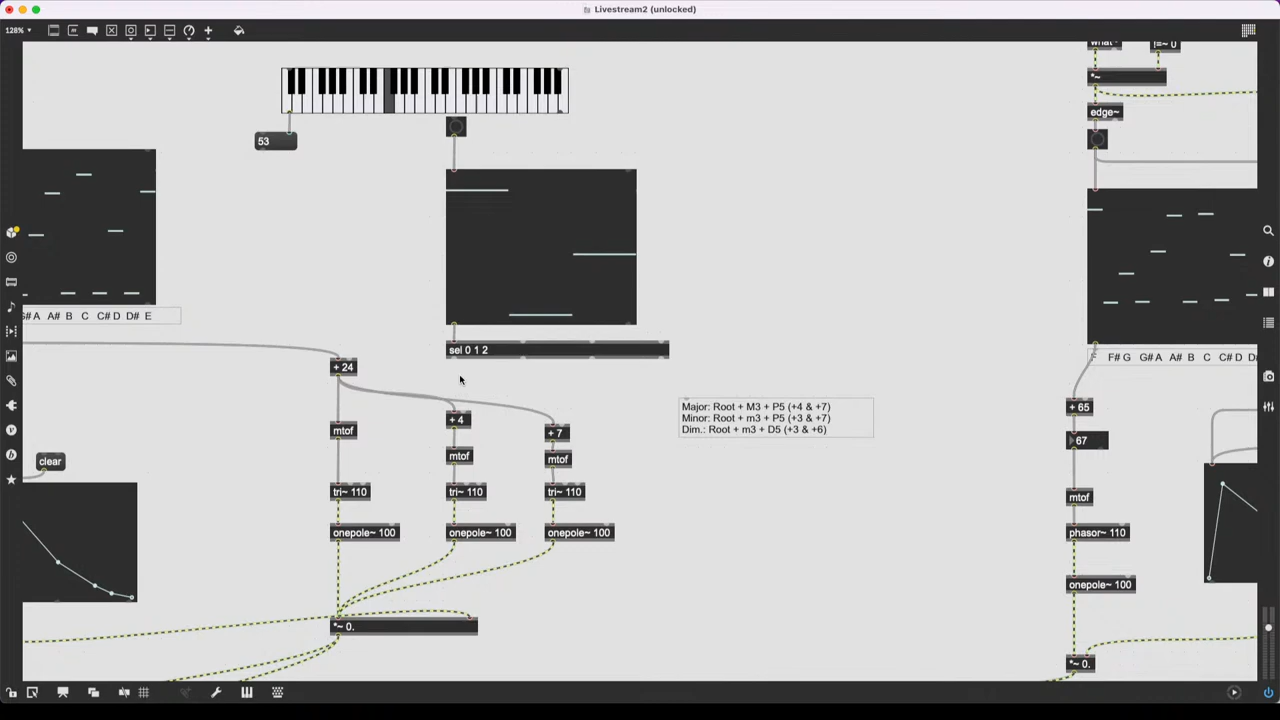 Livestream2 (unlocked)
128%
!=~ 0
*~
edge~
53
G# A A# B C C# D D# E
sel 0 1 2
F# G G# A A# B C C# D
+ 24
Major: Root + M3 + P5 (+4 & +7)
Minor: Root + m3 + P5 (+3 & +7)
Dim.: Root + m3 + D5 (+3 & +6)
+ 65
+ 4
mtof
+ 7
67
clear
mtof
mtof
tri~ 110
tri~ 110
tri~ 110
mtof
onepole~ 100
onepole~ 100
onepole~ 100
phasor~ 110
onepole~ 100
*~ 0.
*~ 0.